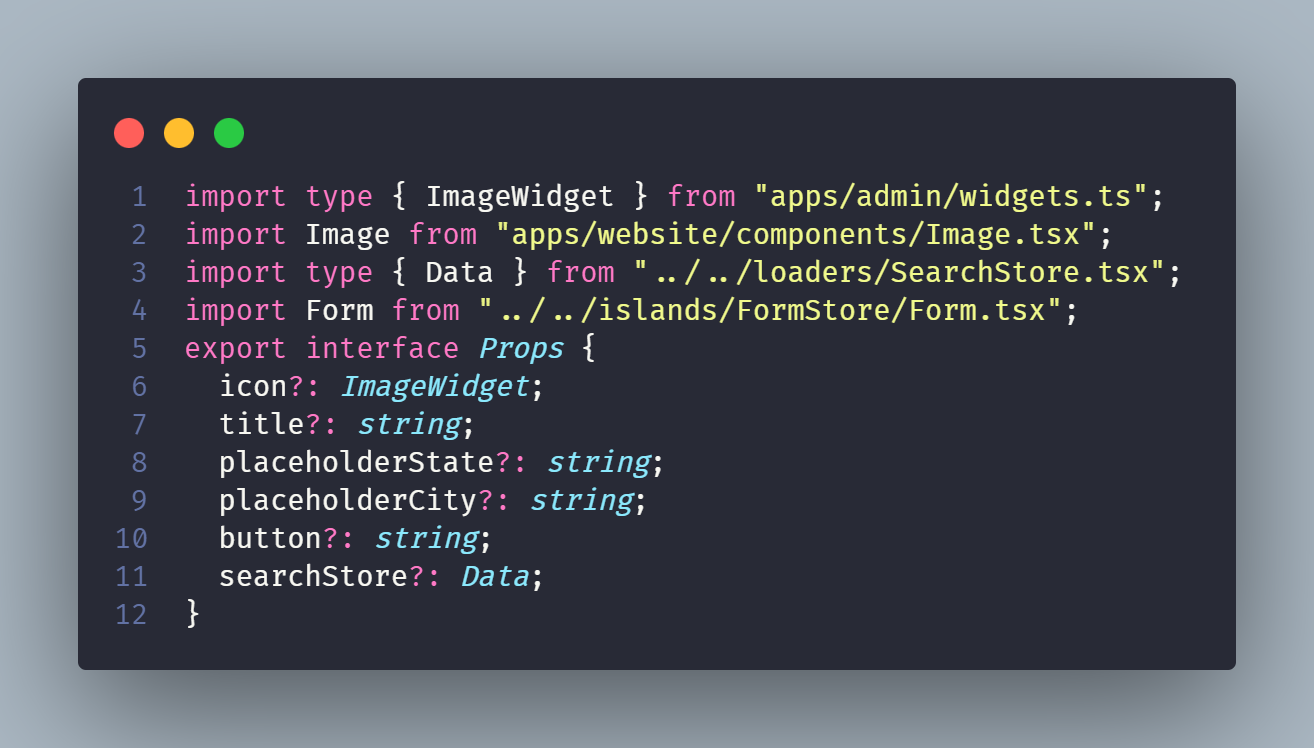 1 import type { ImageWidget } from "apps/admin/widgets.ts";
2 import Image from "apps/website/components/Image.tsx";
3 import type { Data } from "../../loaders/SearchStore.tsx";
4 import Form from "../../islands/FormStore/Form.tsx";
5 export interface Props {
6   icon?: ImageWidget;
7   title?: string;
8   placeholderState?: string;
9   placeholderCity?: string;
10   button?: string;
11   searchStore?: Data;
12 }